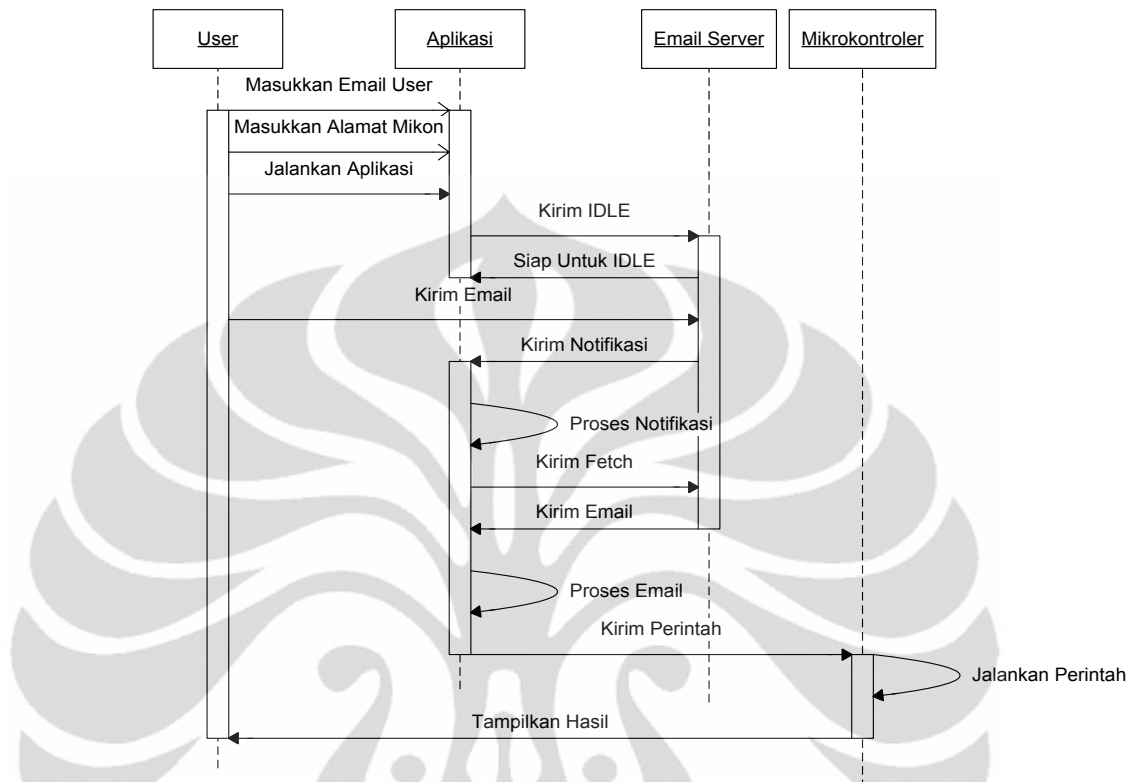 User
Aplikasi
Email Server
Mikrokontroler
Masukkan Email User
Masukkan Alamat Mikon
Jalankan Aplikasi
Kirim IDLE
Siap Untuk IDLE
Kirim Email
Kirim Notifikasi
Proses Notifikasi
Kirim Fetch
Kirim Email
Proses Email
Kirim Perintah
Jalankan Perintah
Tampilkan Hasil